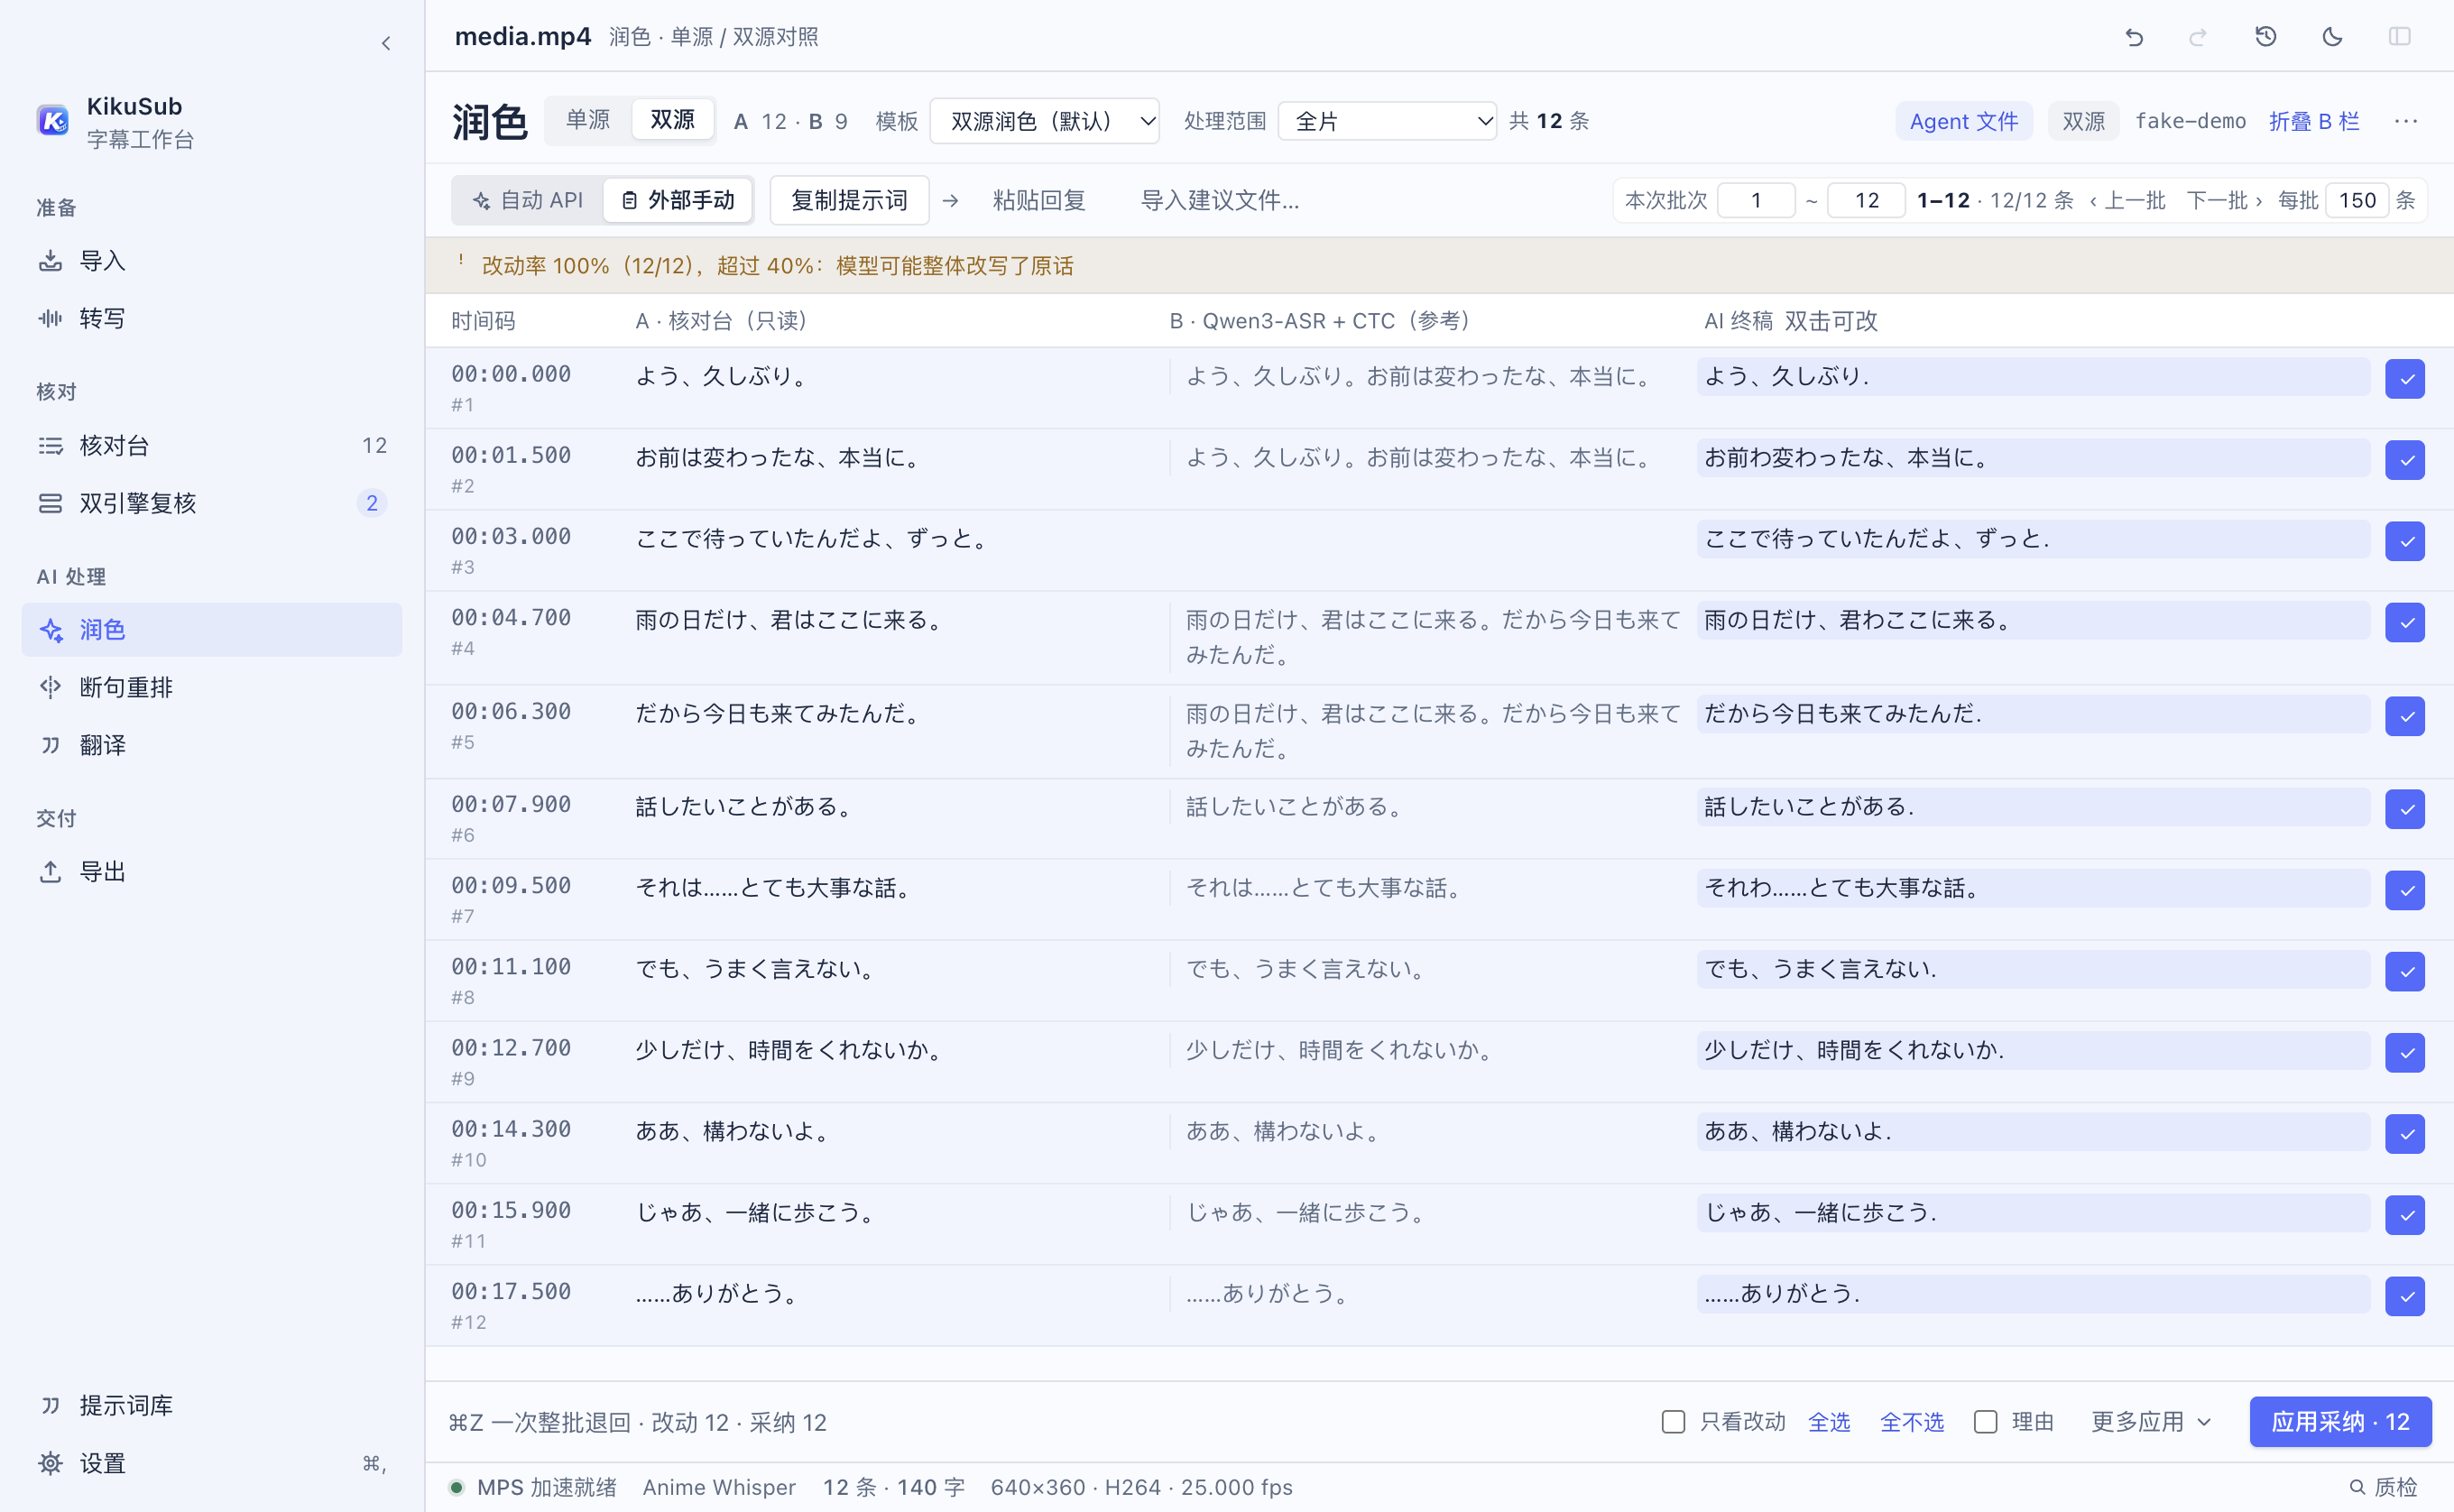 KikuSub
字幕工作台
准备
导入
转写
核对
核对台 12
双引擎复核 2
AI 处理
润色
断句重排
翻译
交付
导出
提示词库
设置 ⌘,
media.mp4 润色 · 单源 / 双源对照
润色 单源 双源 A 12 · B 9 模板 双源润色（默认） 处理范围 全片 共 12 条 Agent 文件 双源 fake-demo 折叠 B 栏 ···
自动 API 外部手动 复制提示词 → 粘贴回复 导入建议文件... 本次批次 1 ~ 12 1–12 · 12/12 条 ‹ 上一批 下一批 › 每批 150 条
! 改动率 100%（12/12），超过 40%：模型可能整体改写了原话
时间码 A · 核对台（只读） B · Qwen3-ASR + CTC（参考） AI 终稿 双击可改
00:00.000 よう、久しぶり。 よう、久しぶり。お前は変わったな、本当に。 よう、久しぶり.
#1
00:01.500 お前は変わったな、本当に。 よう、久しぶり。お前は変わったな、本当に。 お前わ変わったな、本当に。
#2
00:03.000 ここで待っていたんだよ、ずっと。 ここで待っていたんだよ、ずっと.
#3
00:04.700 雨の日だけ、君はここに来る。 雨の日だけ、君はここに来る。だから今日も来て 雨の日だけ、君わここに来る。
#4 みたんだ。
00:06.300 だから今日も来てみたんだ。 雨の日だけ、君はここに来る。だから今日も来て だから今日も来てみたんだ.
#5 みたんだ。
00:07.900 話したいことがある。 話したいことがある。 話したいことがある.
#6
00:09.500 それは……とても大事な話。 それは……とても大事な話。 それわ……とても大事な話。
#7
00:11.100 でも、うまく言えない。 でも、うまく言えない。 でも、うまく言えない.
#8
00:12.700 少しだけ、時間をくれないか。 少しだけ、時間をくれないか。 少しだけ、時間をくれないか.
#9
00:14.300 ああ、構わないよ。 ああ、構わないよ。 ああ、構わないよ.
#10
00:15.900 じゃあ、一緒に歩こう。 じゃあ、一緒に歩こう。 じゃあ、一緒に歩こう.
#11
00:17.500 ……ありがとう。 ……ありがとう。 ……ありがとう.
#12
⌘Z 一次整批退回 · 改动 12 · 采纳 12 只看改动 全选 全不选 理由 更多应用 应用采纳 · 12
MPS 加速就绪 Anime Whisper 12 条 · 140 字 640×360 · H264 · 25.000 fps 质检